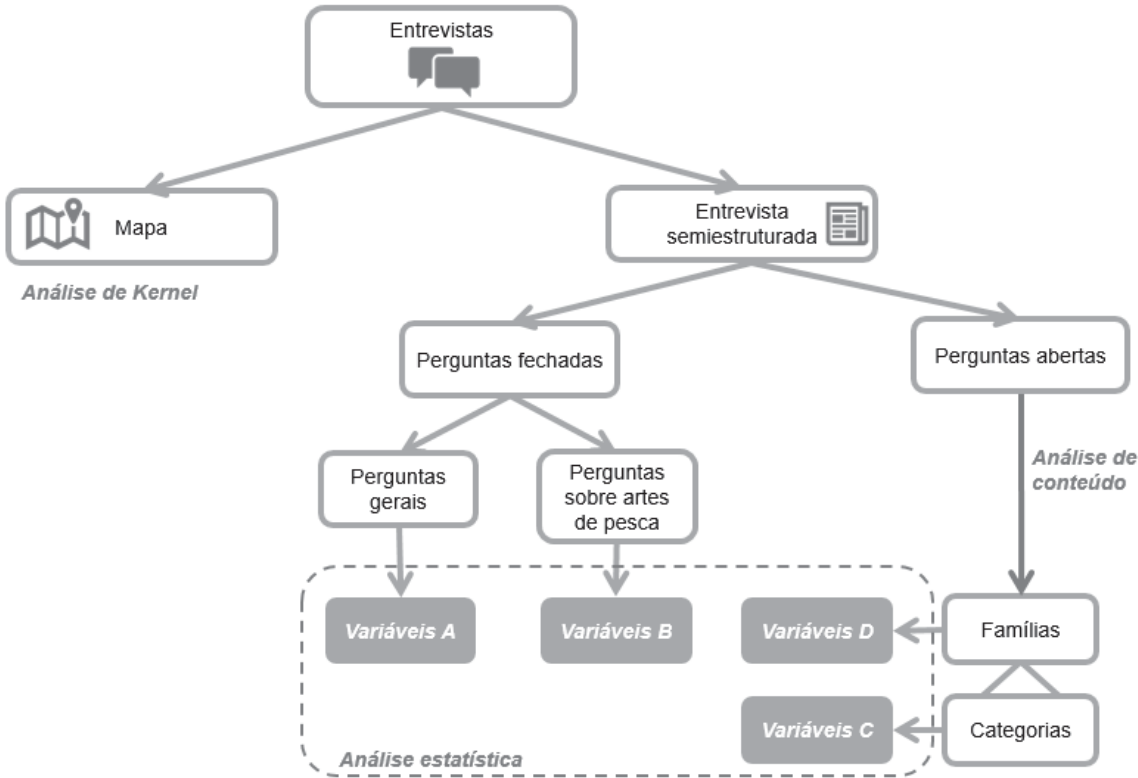 Entrevistas
Mapa
Análise de Kernel
Entrevista
semiestruturada
Perguntas fechadas
Perguntas abertas
Perguntas
gerais
Perguntas
sobre artes
de pesca
Análise de
conteúdo
Variáveis A
Variáveis B
Variáveis D
Famílias
Variáveis C
Categorias
Análise estatística